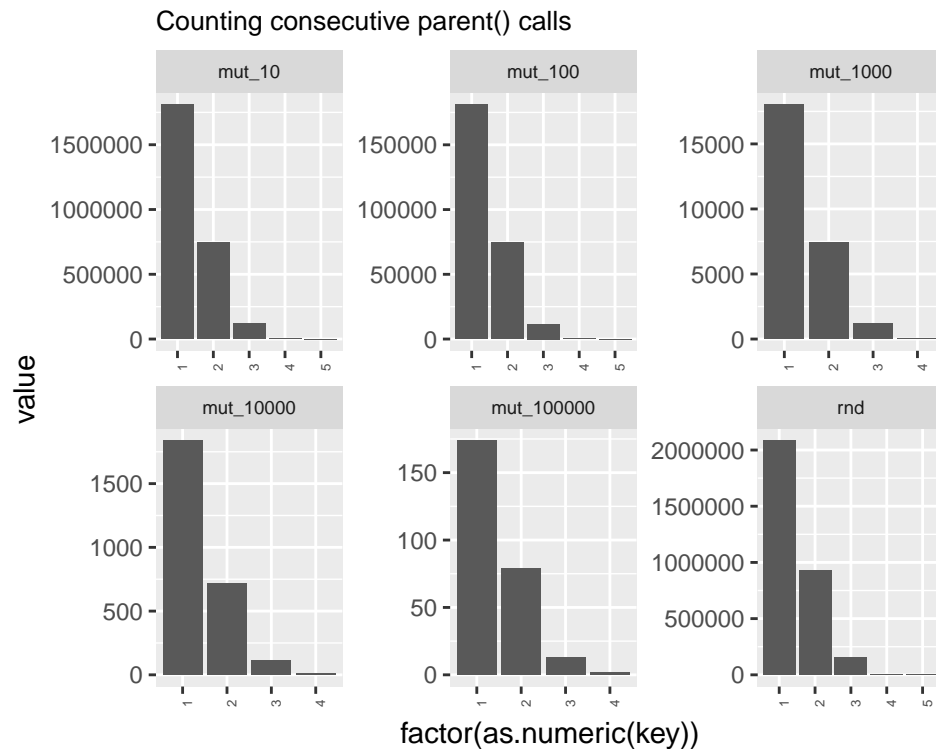 Counting consecutive parent() calls
mut_10
mut_100
mut_1000
1500000
1000000
500000
0
1 2 3 4 5
150000
100000
50000
0
1 2 3 4 5
15000
10000
5000
0
1 2 3 4
value
mut_10000
mut_100000
rnd
1500
1000
500
0
1 2 3 4
150
100
50
0
1 2 3 4
2000000
1500000
1000000
500000
0
1 2 3 4 5
factor(as.numeric(key))